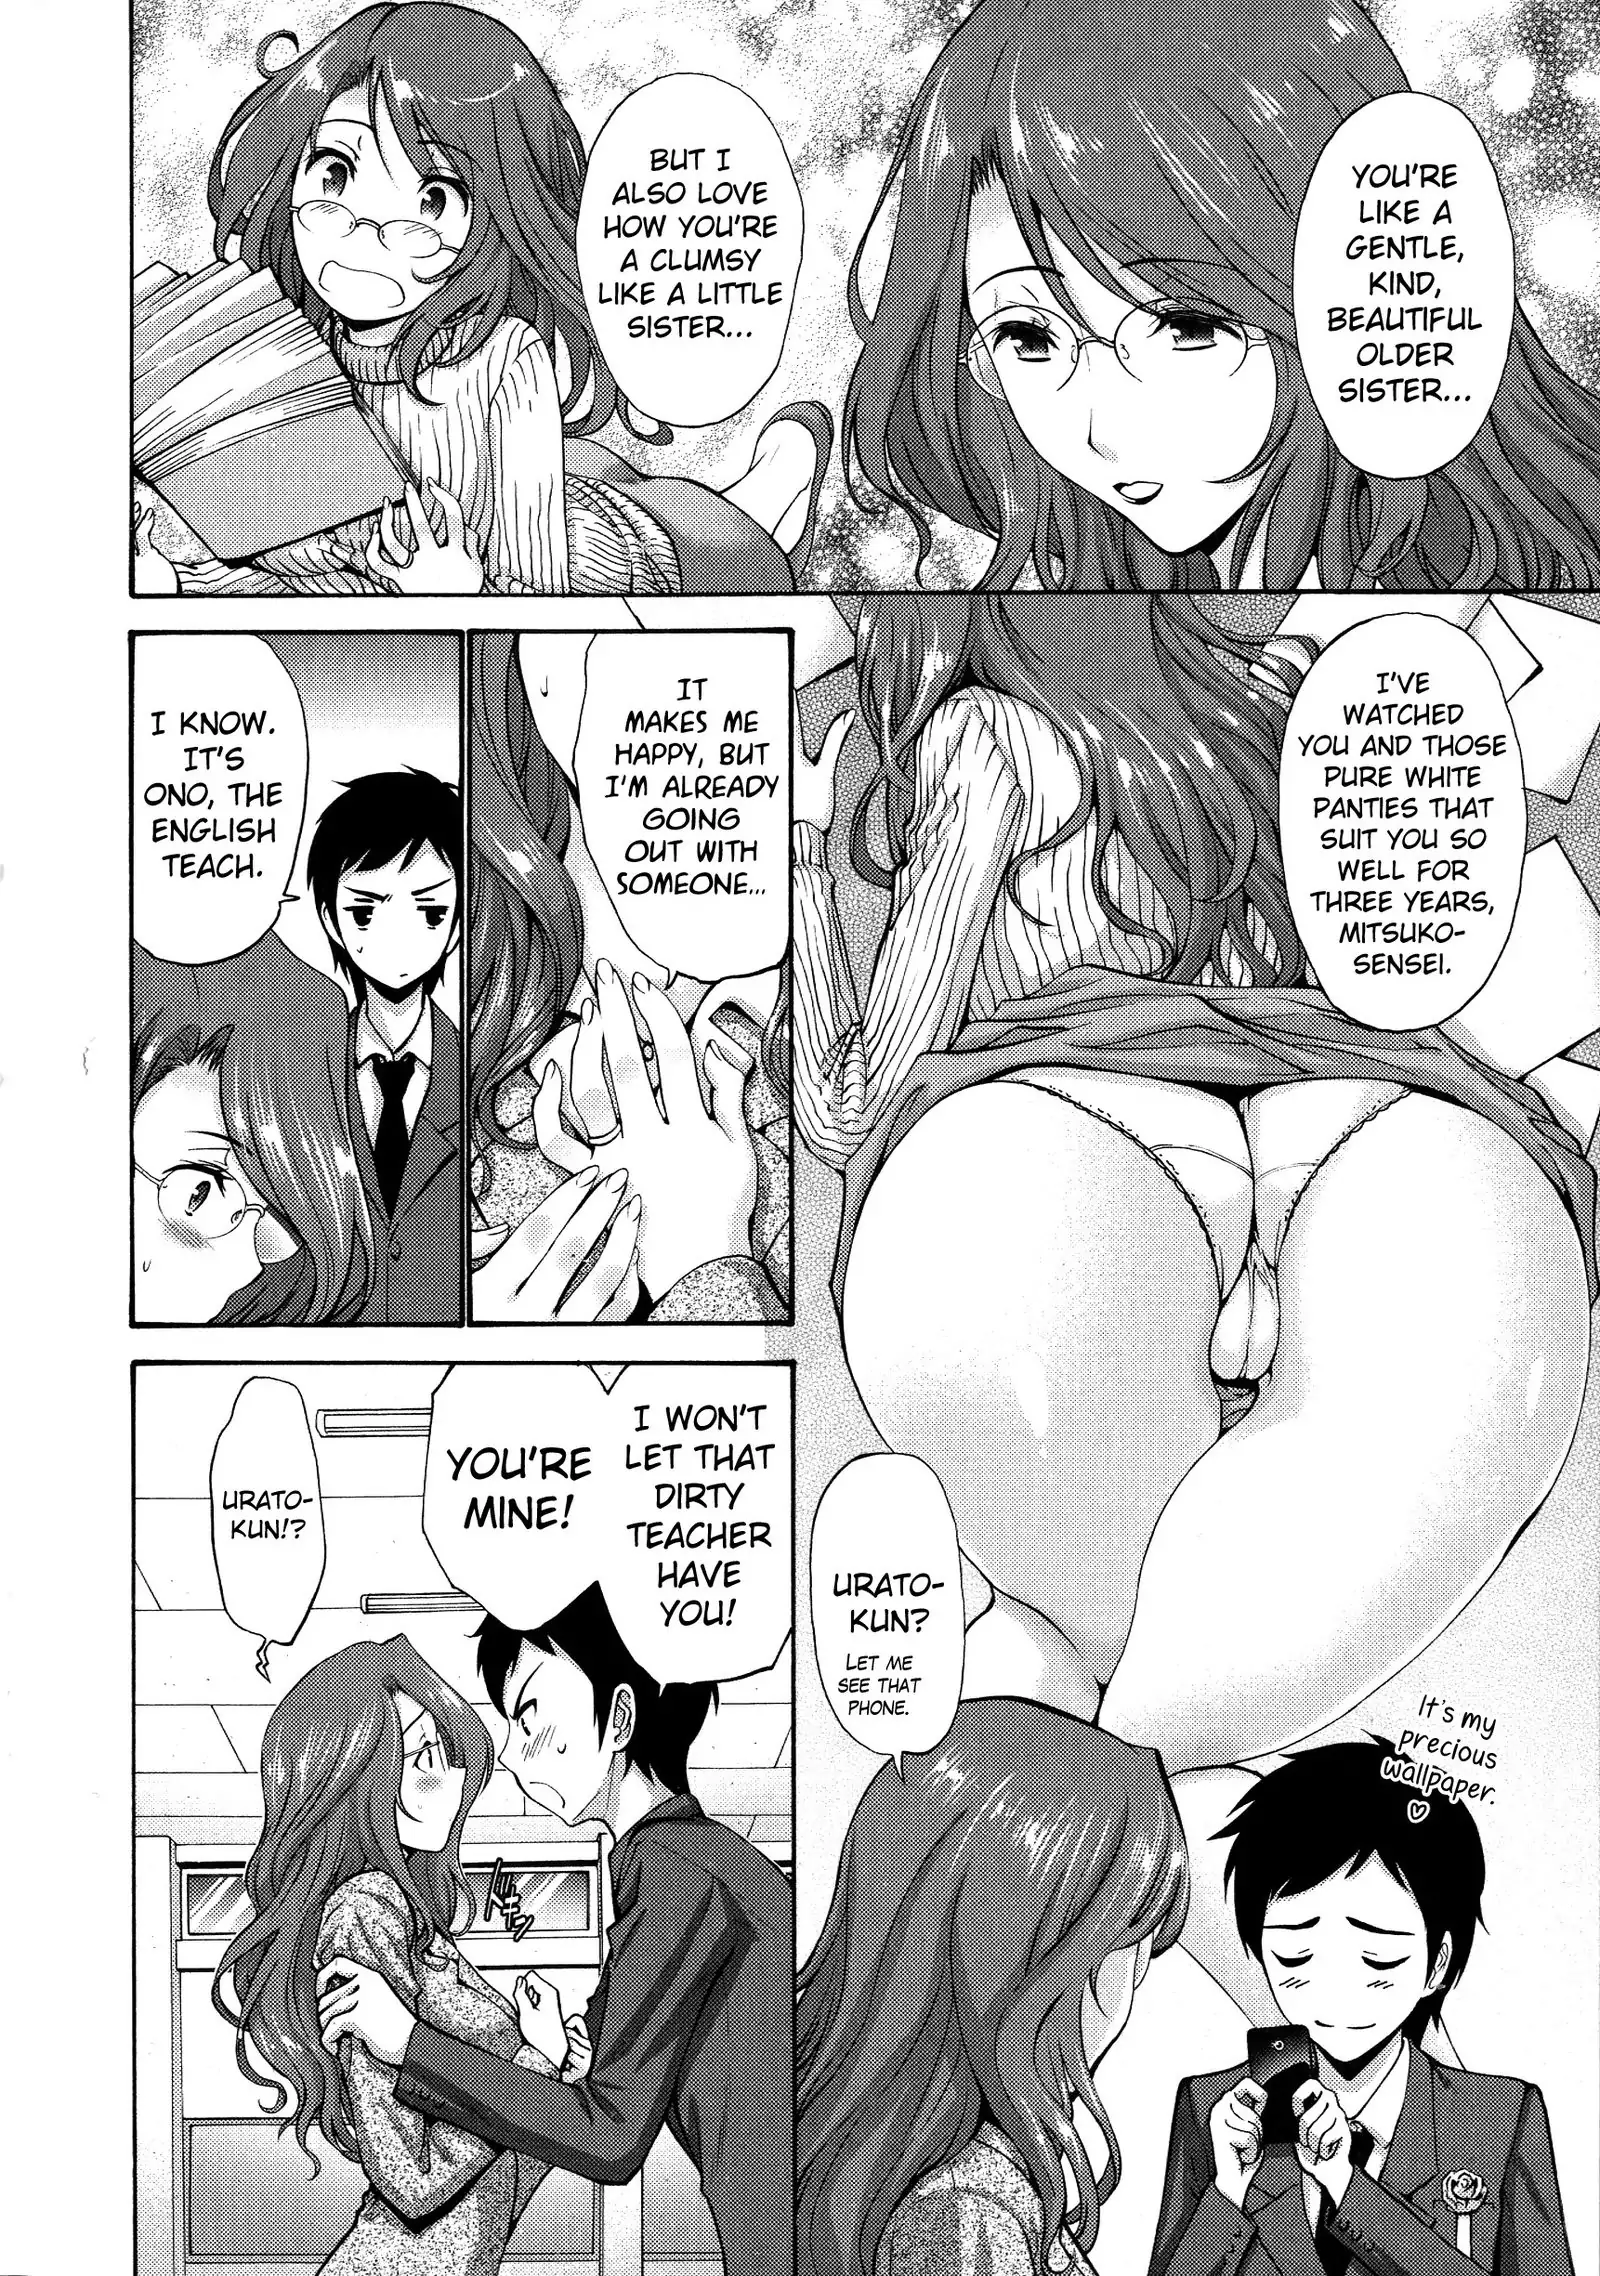 YOU'RE
LIKE A
GENTLE,
KIND,
BEAUTIFUL
OLDER
SISTER...
BUT I
ALSO LOVE
HOW YOU'RE
A CLUMSY
LIKE A LITTLE
SISTER...
I'VE
WATCHED
YOU AND THOSE
PURE WHITE
PANTIES THAT
SUIT YOU SO
WELL FOR
THREE YEARS,
MITSUKO-
SENSEI.
URATO-
KUN?
LET ME
SEE THAT
PHONE.
It's my
precious
wallpaper.
♡
IT
MAKES ME
HAPPY, BUT
I'M ALREADY
GOING
OUT WITH
SOMEONE...
I KNOW.
IT'S
ONO, THE
ENGLISH
TEACH.
I WON'T
LET THAT
DIRTY
TEACHER
HAVE
YOU!
YOU'RE
MINE!
URATO-
KUN!?
ドキン